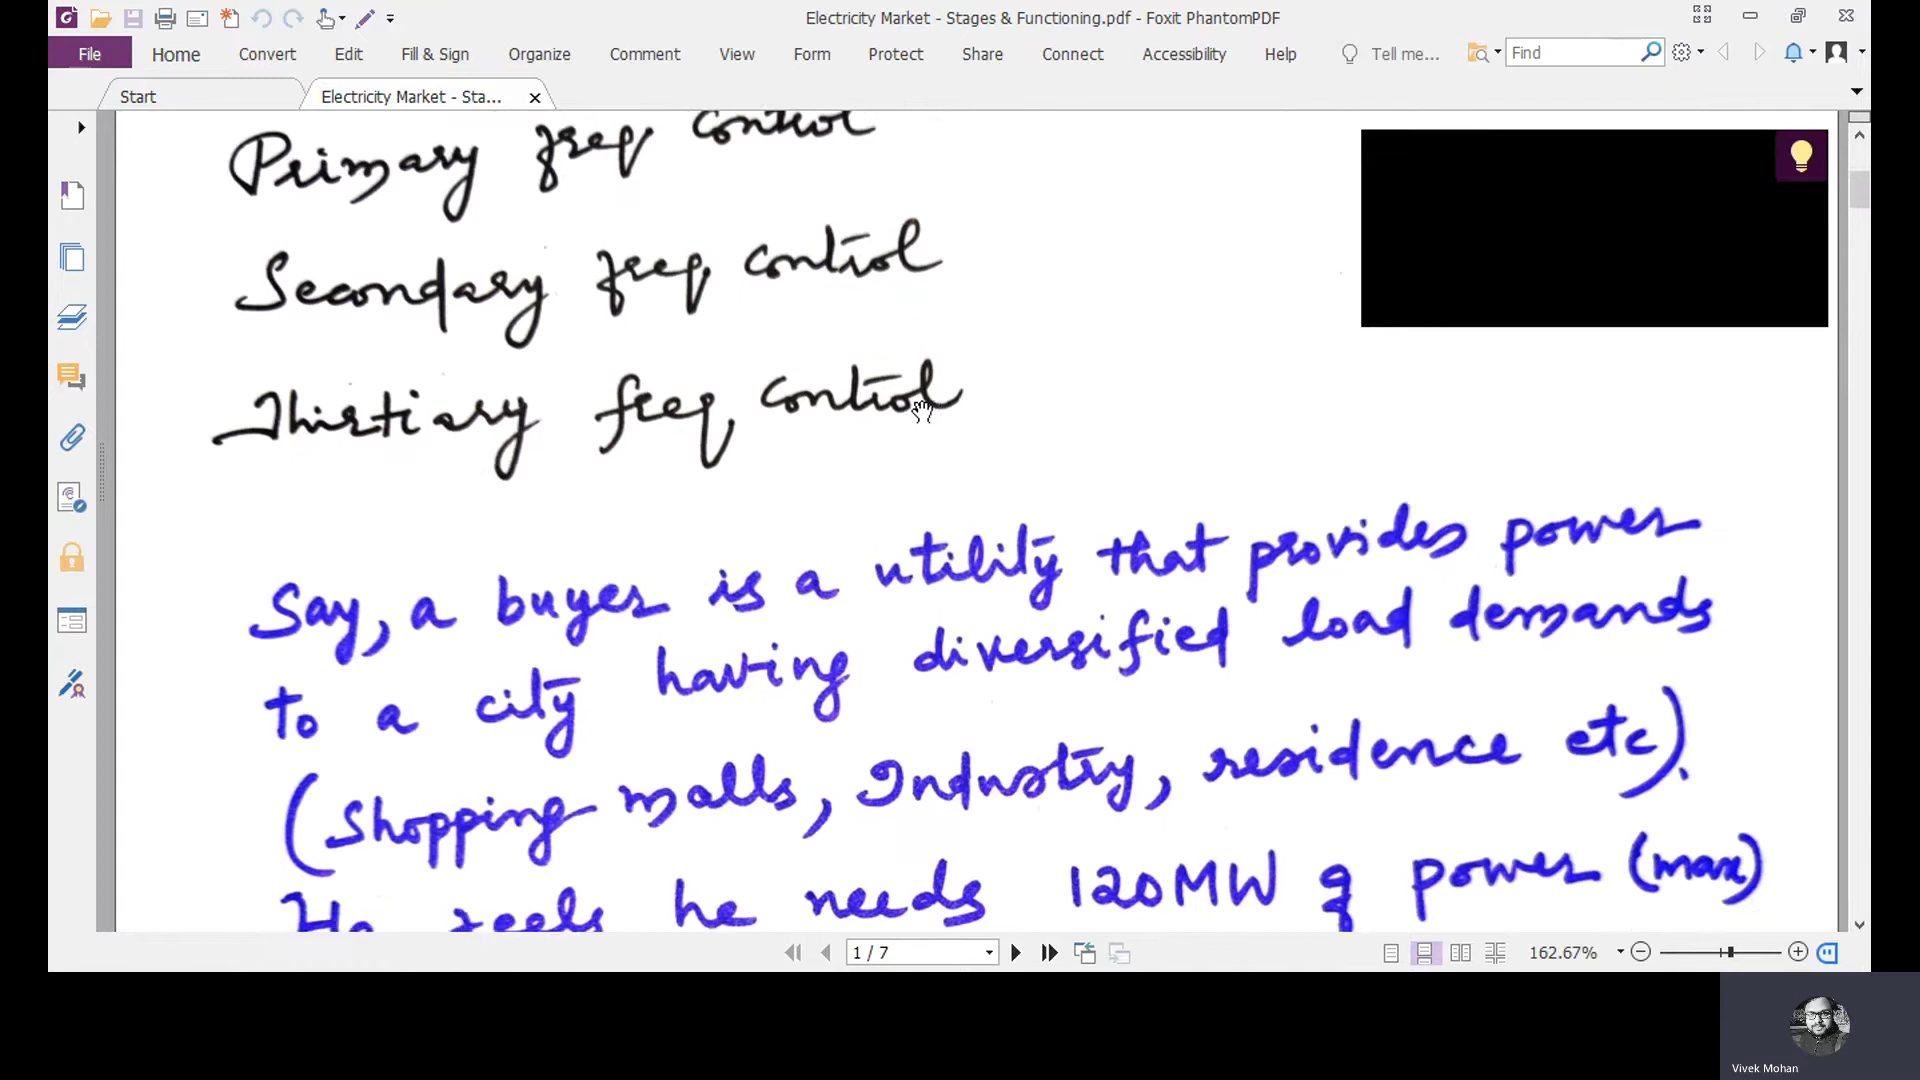 Electricity Market - Stages & Functioning.pdf - Foxit PhantomPDF
File Home Convert Edit Fill & Sign Organize Comment View Form Protect Share Connect Accessibility Help Tell me... Find
Start Electricity Market - Sta...
Primary freq control
Secondary freq control
Thirtiary freq control
Say, a buyer is a utility that provides power
to a city having diversified load demands
(Shopping malls, Industry, residence etc).
He feels he needs 120MW of power (max)
1 / 7 162.67%
Vivek Mohan